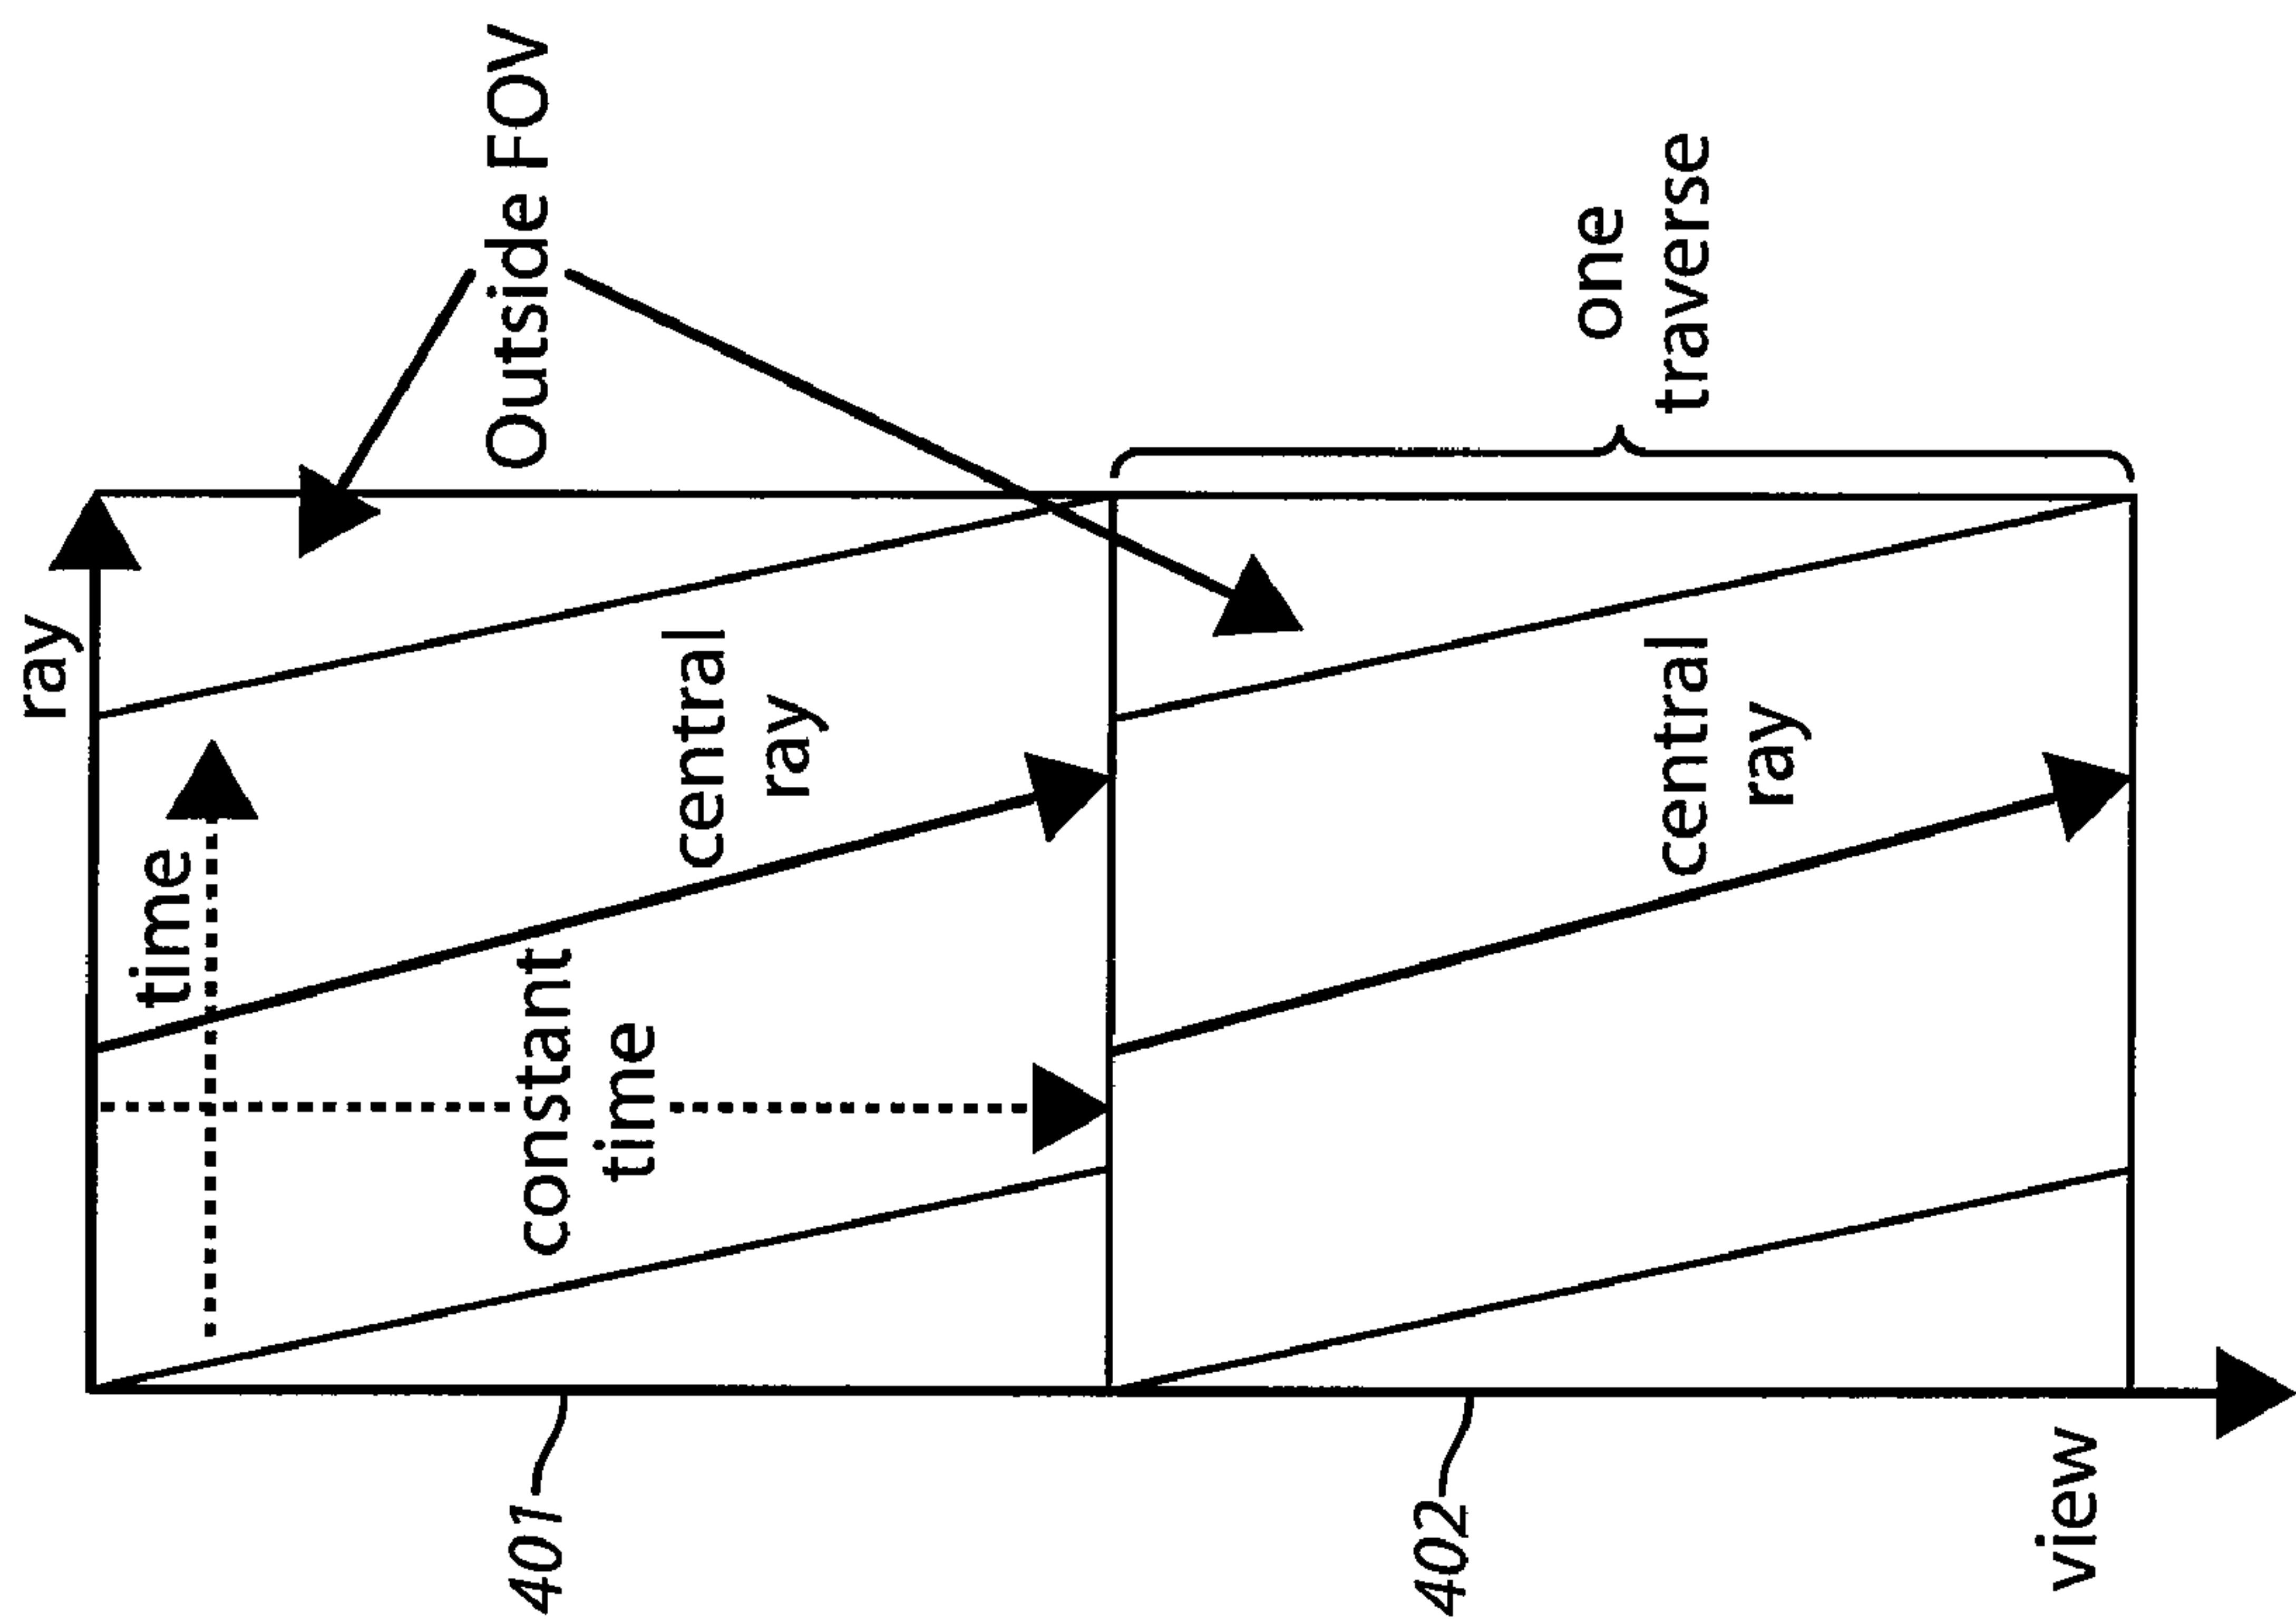 ray
time
Outside FOV
constant
time
central
ray
401
one
traverse
central
ray
402
view